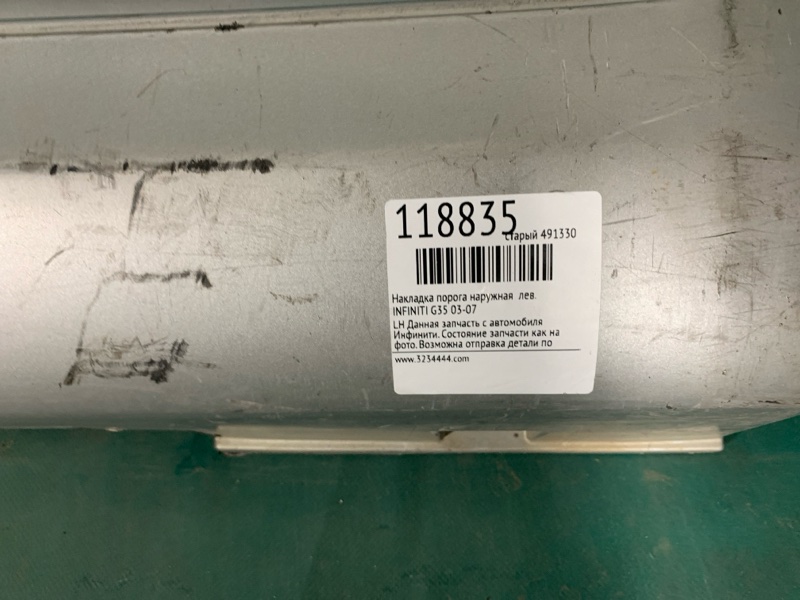 118835
старый 491330
Накладка порога наружная лев.
INFINITI G35 03-07
LH Данная запчасть с автомобиля
Инфинити. Состояние запчасти как на
фото. Возможна отправка детали по
www.3234444.com